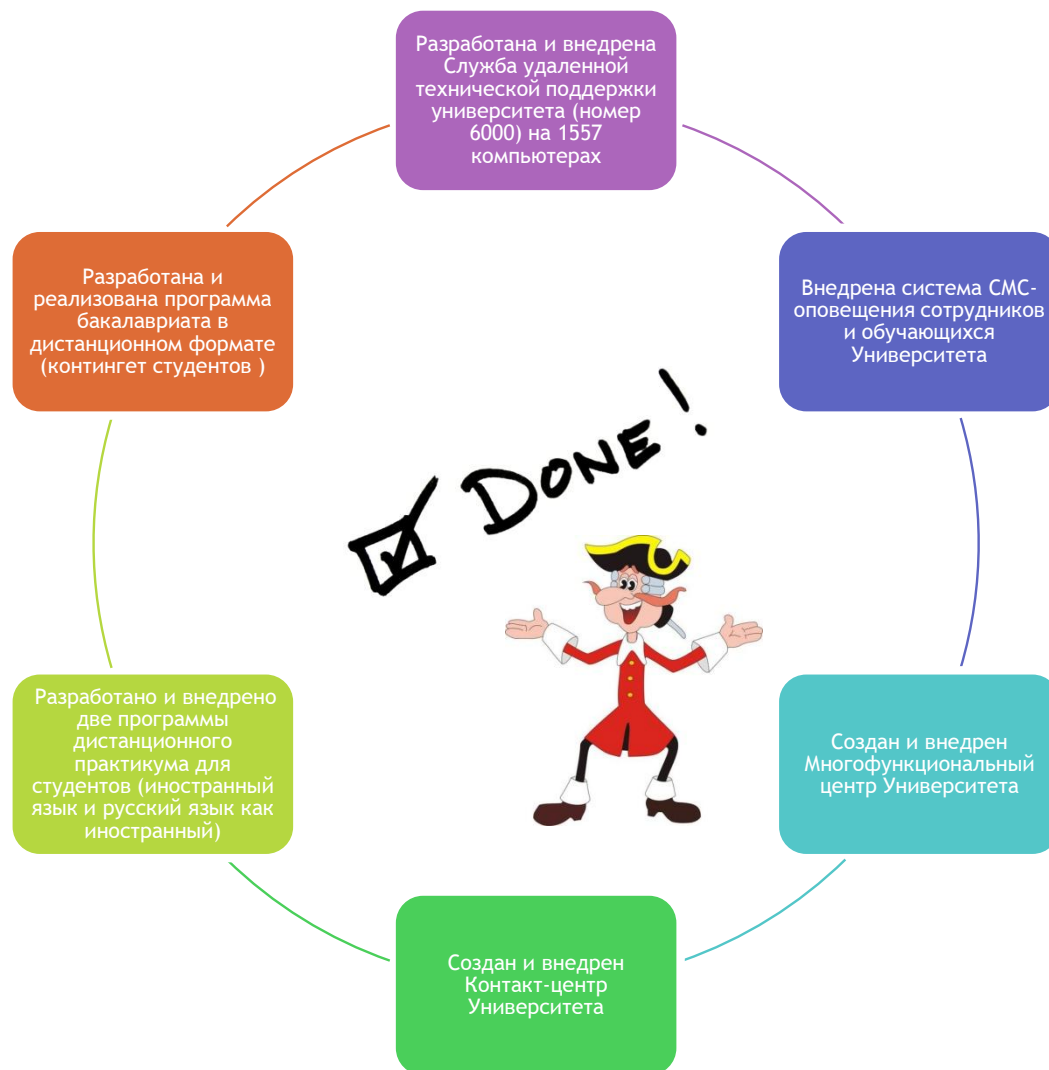 Разработана и внедрена
Служба удаленной
технической поддержки
университета (номер
6000) на 1557
компьютерах
Внедрена система СМС-
оповещения сотрудников
и обучающихся
Университета
Создан и внедрен
Многофункциональный
центр Университета
Создан и внедрен
Контакт-центр
Университета
Разработано и внедрено
две программы
дистанционного
практикума для
студентов (иностранный
язык и русский язык как
иностранный)
Разработана и
реализована программа
бакалавриата в
дистанционном формате
(контингет студентов )
DONE!